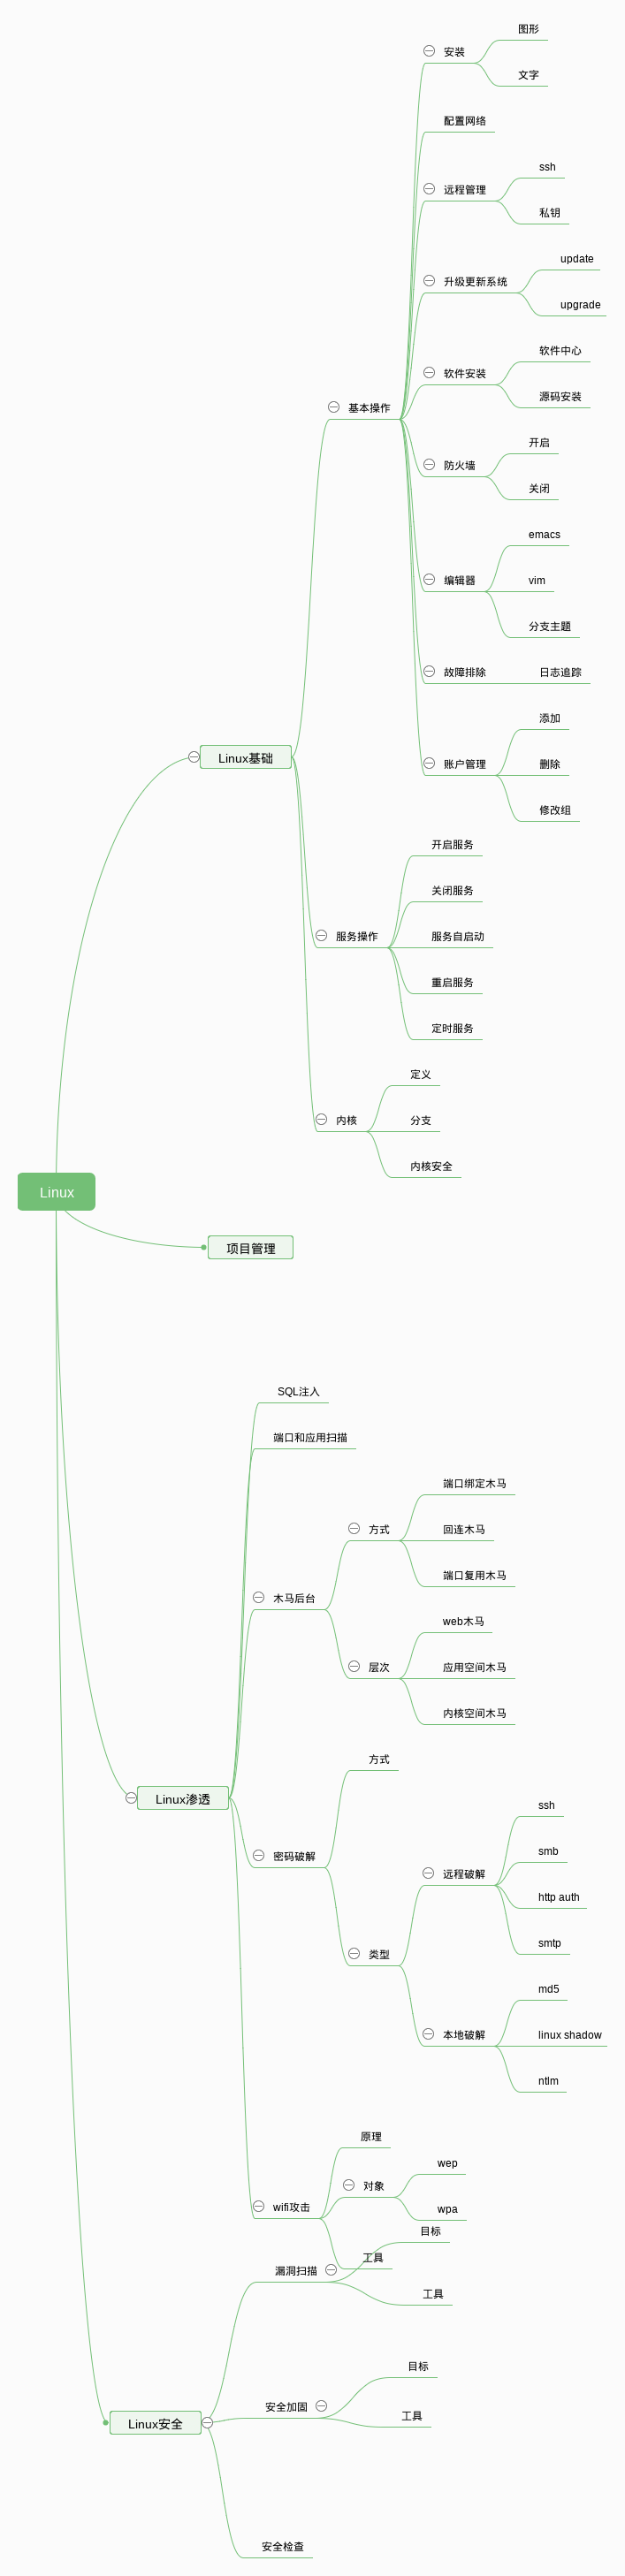 图形
安装
文字
配置网络
ssh
远程管理
私钥
update
升级更新系统
upgrade
软件中心
软件安装
源码安装
基本操作
开启
防火墙
关闭
emacs
编辑器
vim
分支主题
故障排除
日志追踪
添加
Linux基础
账户管理
删除
修改组
开启服务
关闭服务
服务操作
服务自启动
重启服务
定时服务
定义
内核
分支
内核安全
Linux
项目管理
SQL注入
端口和应用扫描
端口绑定木马
方式
回连木马
端口复用木马
木马后台
web木马
层次
应用空间木马
内核空间木马
方式
Linux渗透
ssh
密码破解
smb
远程破解
http auth
smtp
类型
md5
本地破解
linux shadow
ntlm
原理
wep
对象
wifi攻击
wpa
目标
工具
漏洞扫描
工具
目标
安全加固
工具
Linux安全
安全检查